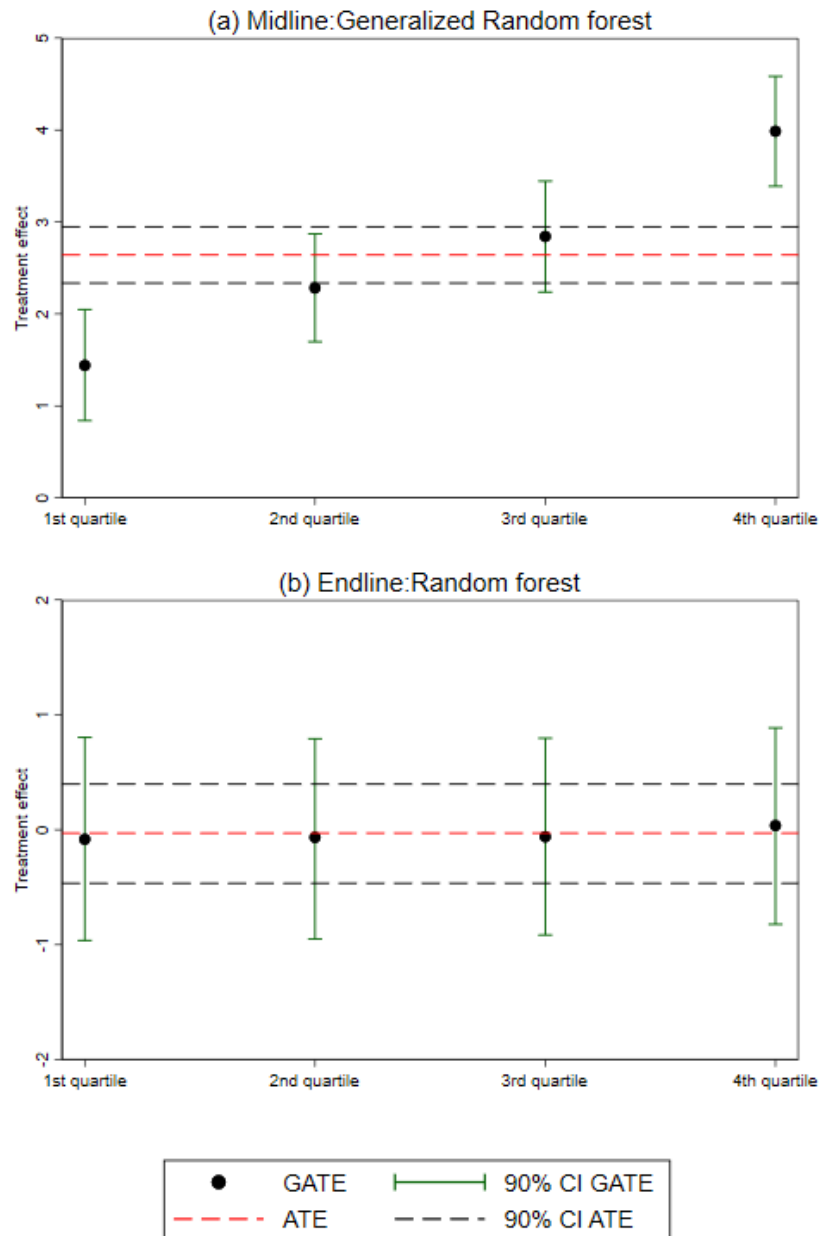 (a) Midline:Generalized Random forest
5
4
3
2
1
0
Treatment effect
1st quartile 2nd quartile 3rd quartile 4th quartile
(b) Endline:Random forest
2
1
0
-1
-2
Treatment effect
1st quartile 2nd quartile 3rd quartile 4th quartile
GATE 90% CI GATE
ATE 90% CI ATE